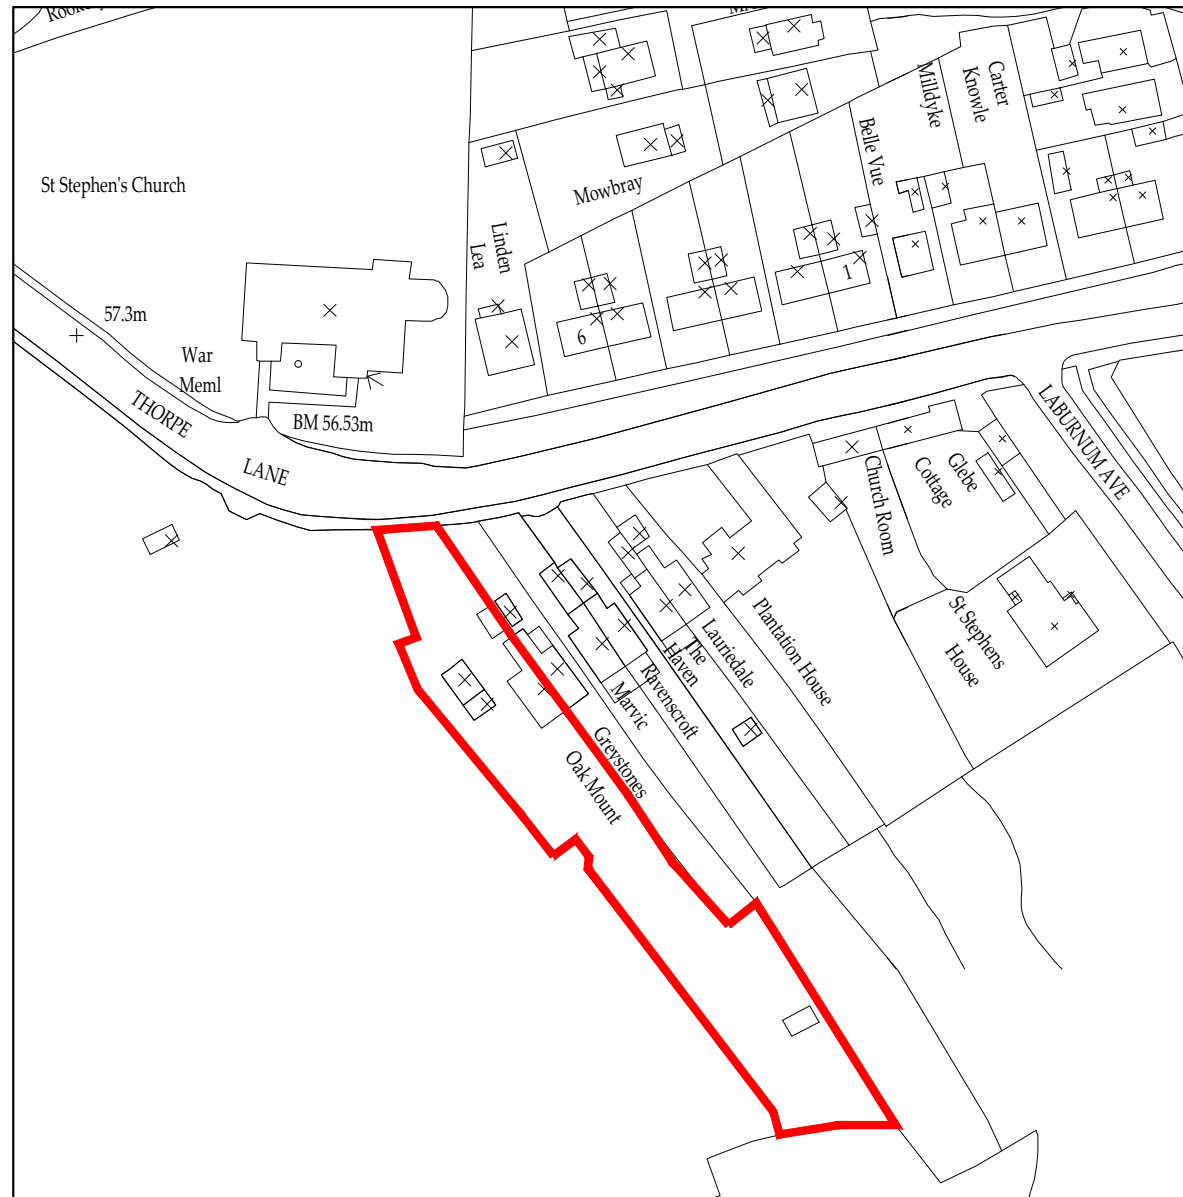 St Stephen's Church
57.3m
War
Meml
BM 56.53m
THORPE
LANE
Linden
Lea
Mowbray
6
1
Belle Vue
Milldyke
Carter
Knowle
LABURNUM AVE
Glebe
Cottage
Church Room
St Stephens
House
Plantation House
Lauriedale
The
Haven
Ravenscroft
Marvic
Greystones
Oak Mount